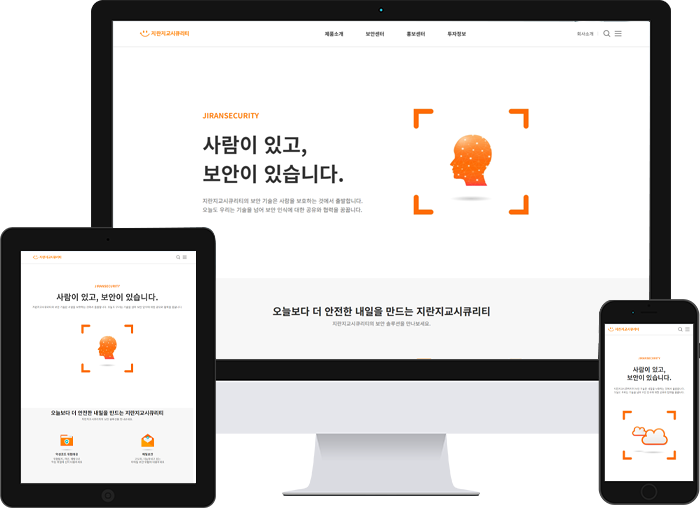 지란지교시큐리티
제품소개 보안센터 홍보센터 투자정보
회사소개
JIRANSECURITY
사람이 있고,
보안이 있습니다.
지란지교시큐리티의 보안 기술은 사람을 보호하는 것에서 출발합니다.
오늘도 우리는 기술을 넘어 보안 인식에 대한 공유와 협력을 꿈꿉니다.
오늘보다 더 안전한 내일을 만드는 지란지교시큐리티
지란지교시큐리티의 보안 솔루션을 만나보세요.
지란지교시큐리티
JIRANSECURITY
사람이 있고, 보안이 있습니다.
오늘보다 더 안전한 내일을 만드는 지란지교시큐리티
지란지교시큐리티
JIRANSECURITY
사람이 있고,
보안이 있습니다.